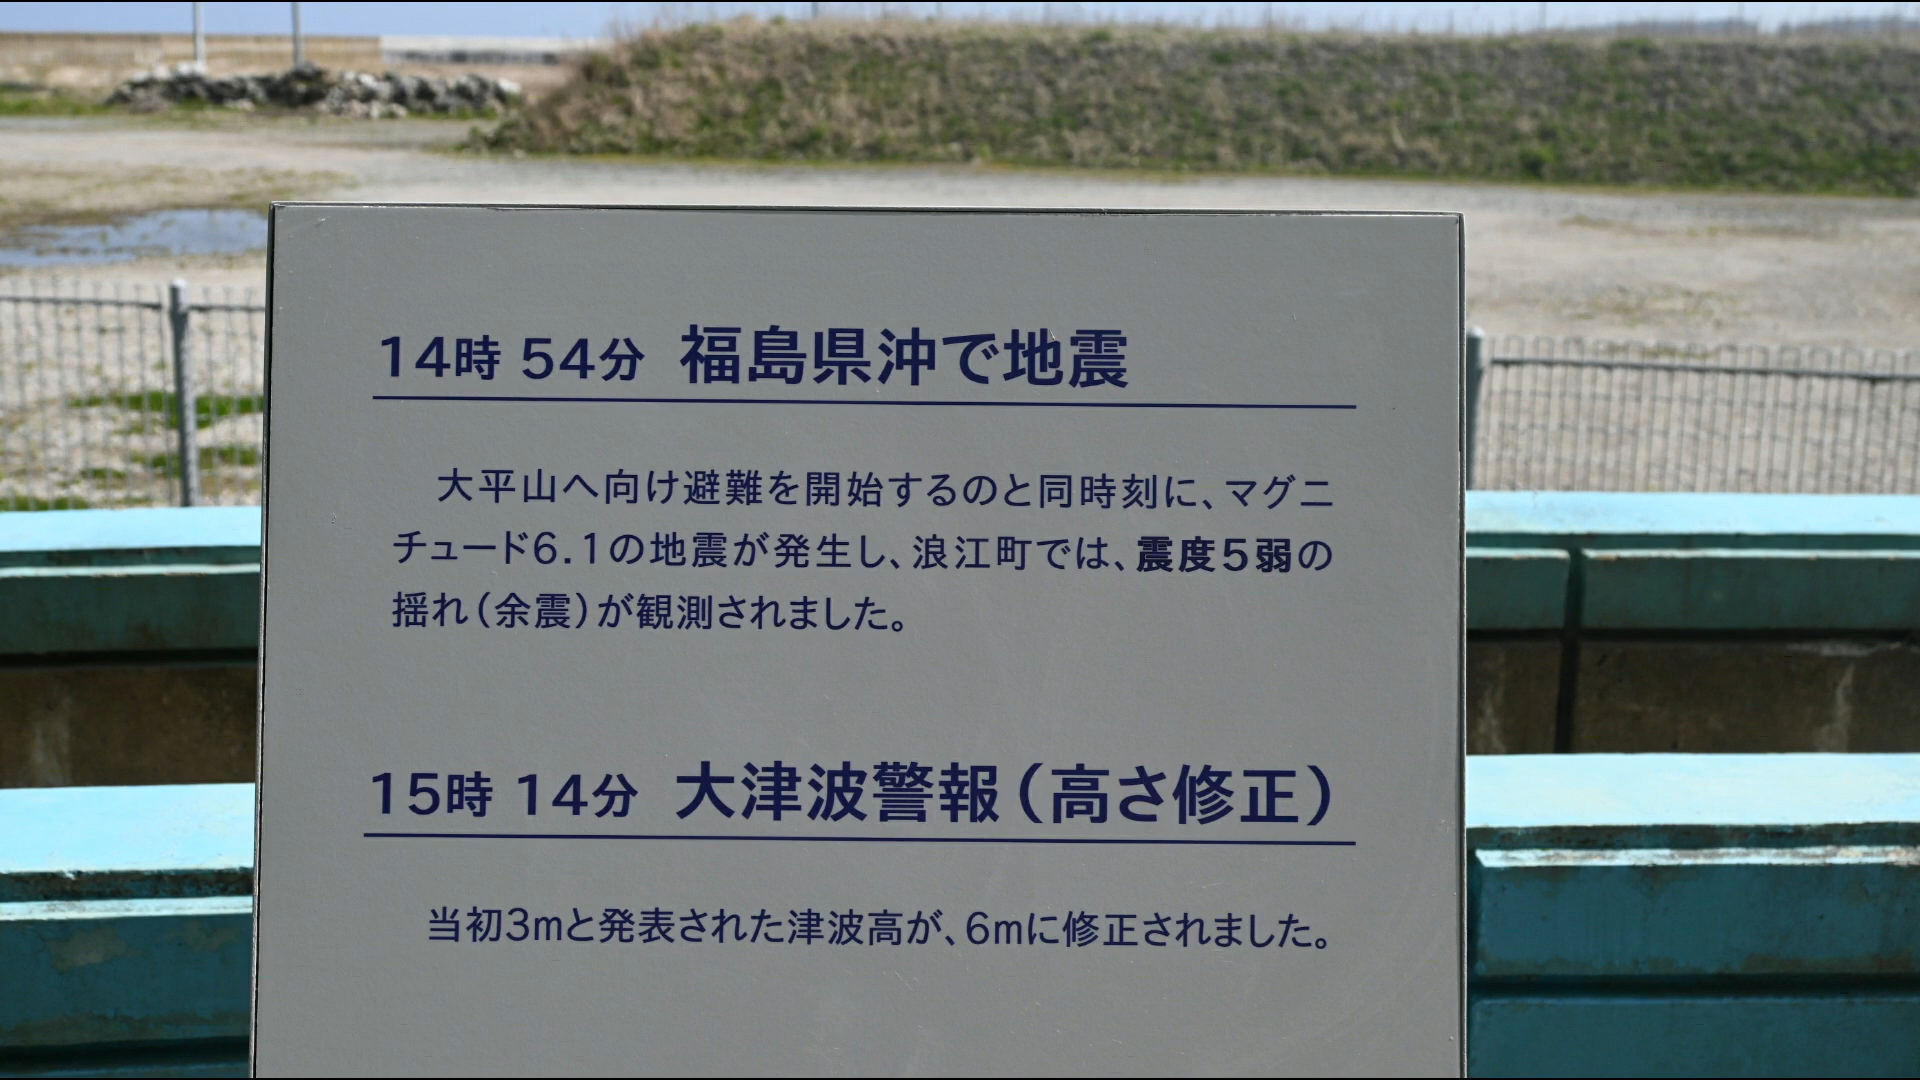 14時 54分 福島県沖で地震
大平山へ向け避難を開始するのと同時刻に、マグニ
チュード6.1の地震が発生し、浪江町では、震度5弱の
揺れ（余震）が観測されました。
15時 14分 大津波警報（高さ修正）
当初3mと発表された津波高が、6mに修正されました。